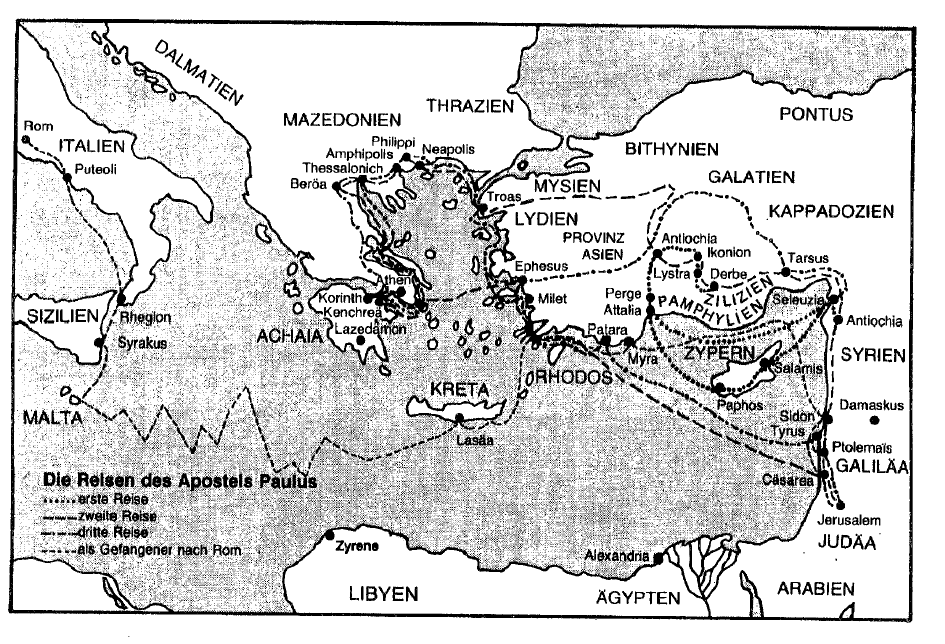 DALMATIEN
THRAZIEN
PONTUS
MAZEDONIEN
Philippi
Neapolis
Amphipolis
Thessalonich
Beröa
Rom
ITALIEN
Puteoli
BITHYNIEN
GALATIEN
MYSIEN
Troas
LYDIEN
KAPPADOZIEN
PROVINZ
ASIEN
Antiochia
Ikonion
Lystra
Derbe
Tarsus
Ephesus
Milet
Athen
Korinth
Kenchrea
Lazedämon
ACHAIA
Perge
Attalia
PAMPHYLIEN
ZILIZIEN
Seleuzia
Antiochia
SIZILIEN
Rhegion
Syrakus
Patara
Myra
ZYPERN
Salamis
SYRIEN
RHODOS
Paphos
KRETA
Lasäa
MALTA
Sidon
Tyrus
Damaskus
Ptolemaïs
GALILÄA
Cäsarea
Jerusalem
JUDÄA
Die Reisen des Apostels Paulus
erste Reise
zweite Reise
dritte Reise
als Gefangener nach Rom
Zyrene
Alexandria
LIBYEN
ÄGYPTEN
ARABIEN